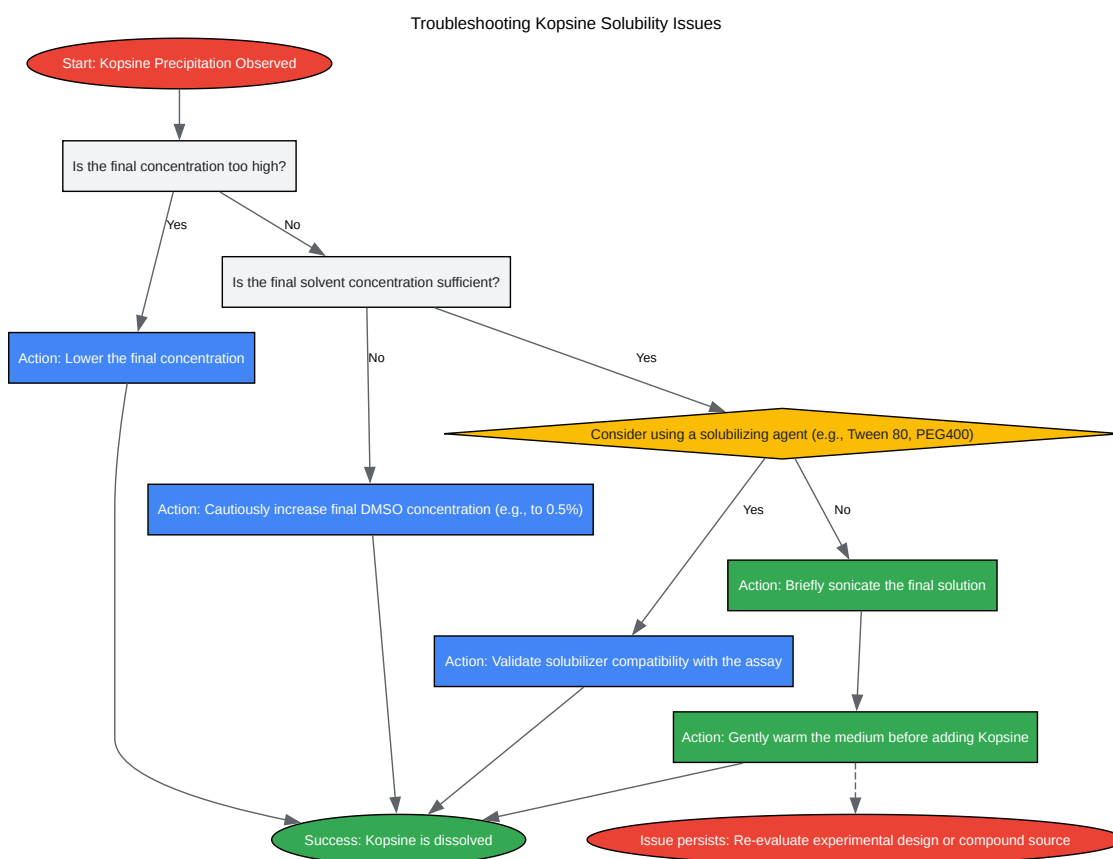 Troubleshooting Kopsine Solubility Issues
Start: Kopsine Precipitation Observed
Is the final concentration too high?
Yes
No
Is the final solvent concentration sufficient?
Action: Lower the final concentration
No
Yes
Consider using a solubilizing agent (e.g., Tween 80, PEG400)
Action: Cautiously increase final DMSO concentration (e.g., to 0.5%)
Yes
No
Action: Briefly sonicate the final solution
Action: Validate solubilizer compatibility with the assay
Action: Gently warm the medium before adding Kopsine
Success: Kopsine is dissolved
Issue persists: Re-evaluate experimental design or compound source